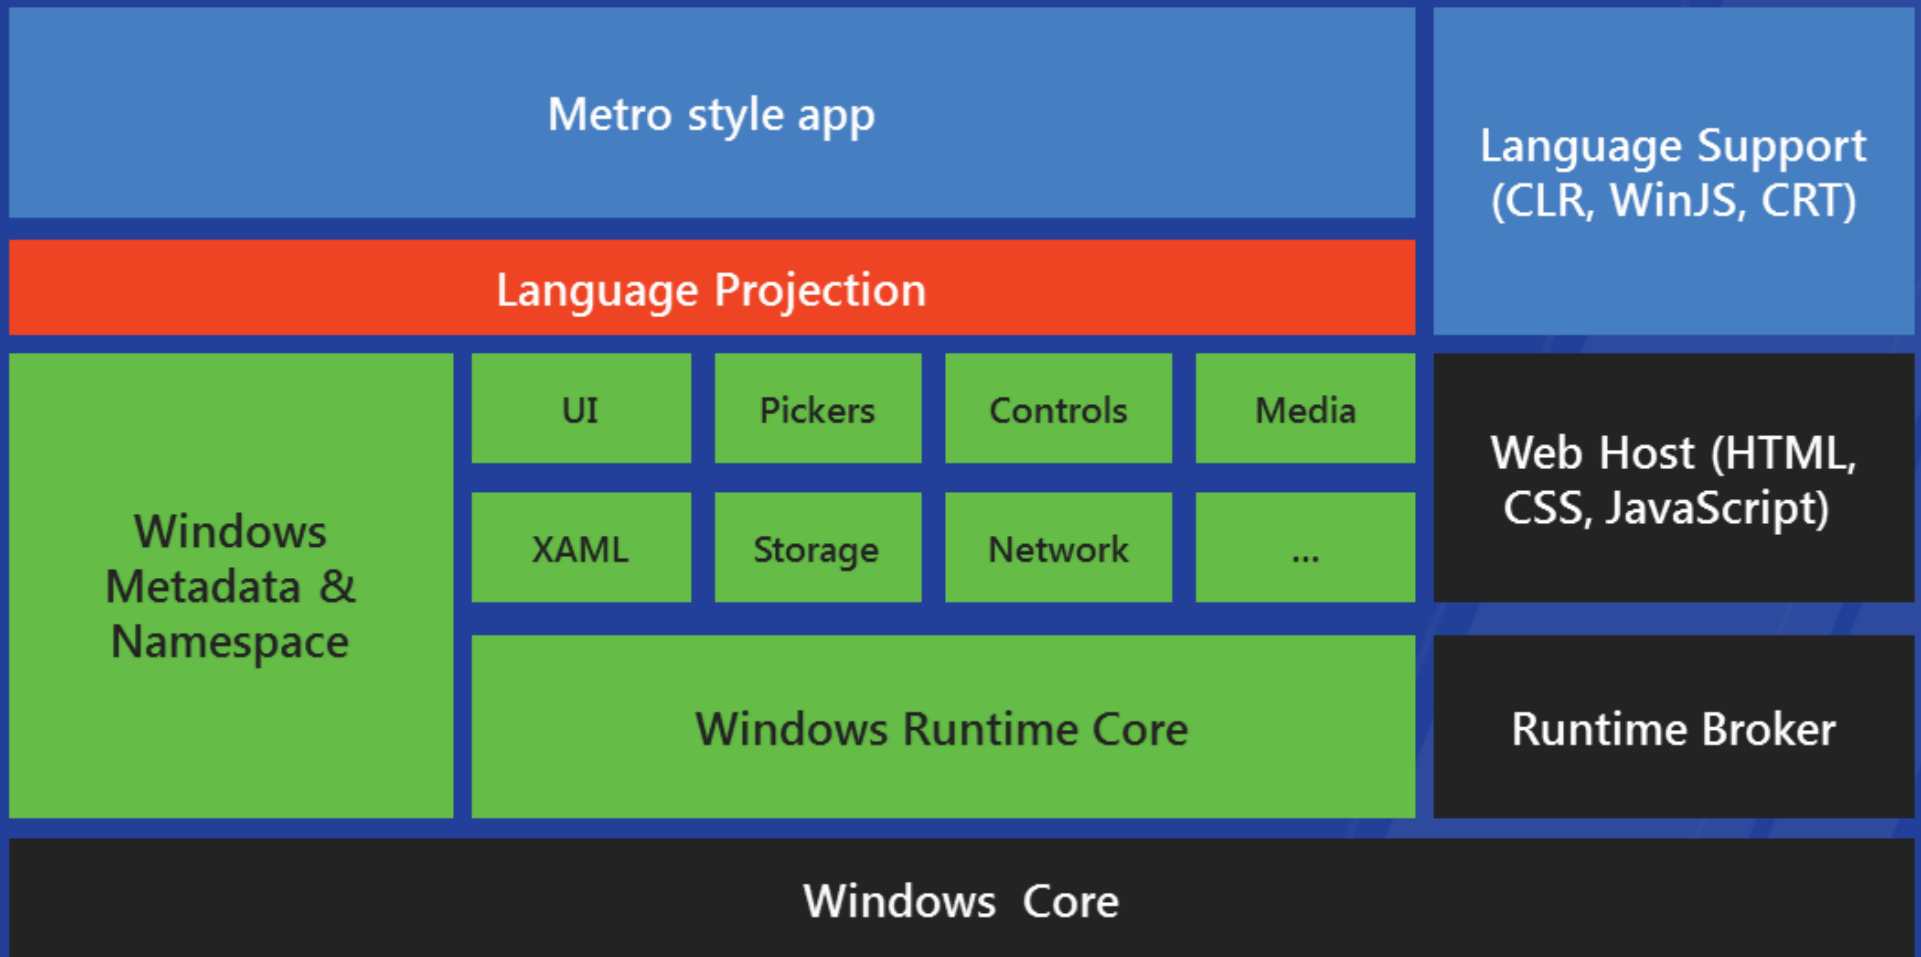 Metro style app
Language Support
(CLR, WinJS, CRT)
Language Projection
UI
Pickers
Controls
Media
Web Host (HTML,
CSS, JavaScript)
Windows
Metadata &
Namespace
XAML
Storage
Network
...
Windows Runtime Core
Runtime Broker
Windows Core